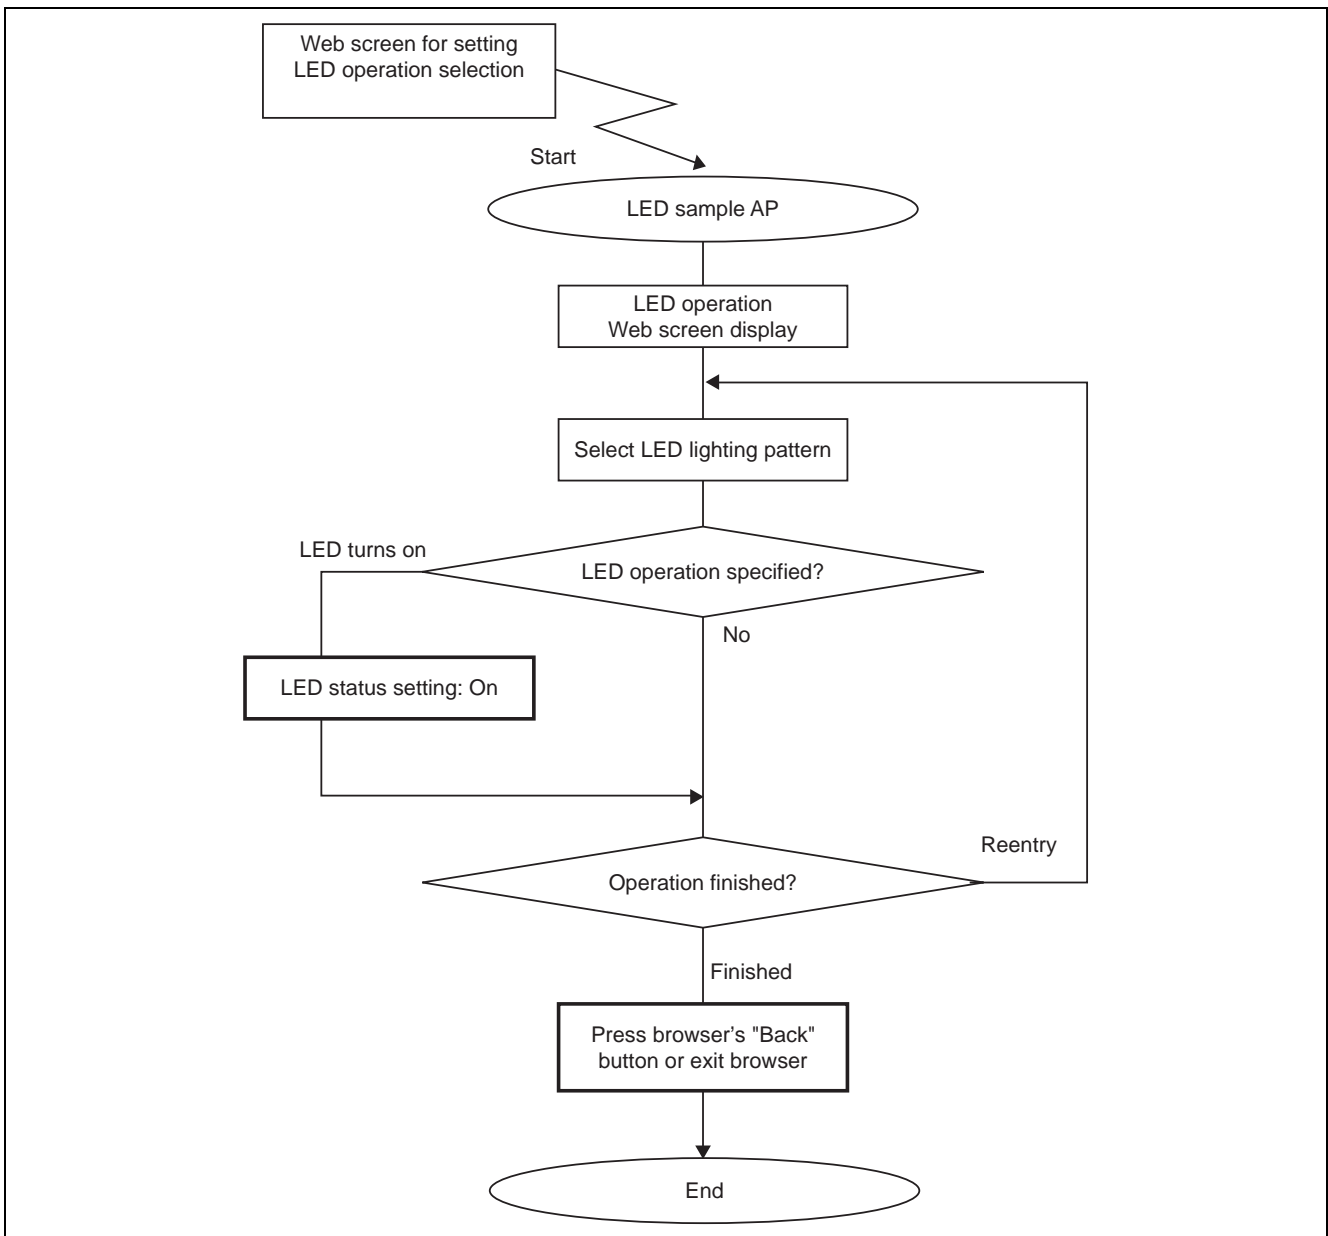 Web screen for setting
LED operation selection
Start
LED sample AP
LED operation
Web screen display
Select LED lighting pattern
LED turns on
LED operation specified?
No
LED status setting: On
Reentry
Operation finished?
Finished
Press browser's "Back"
button or exit browser
End